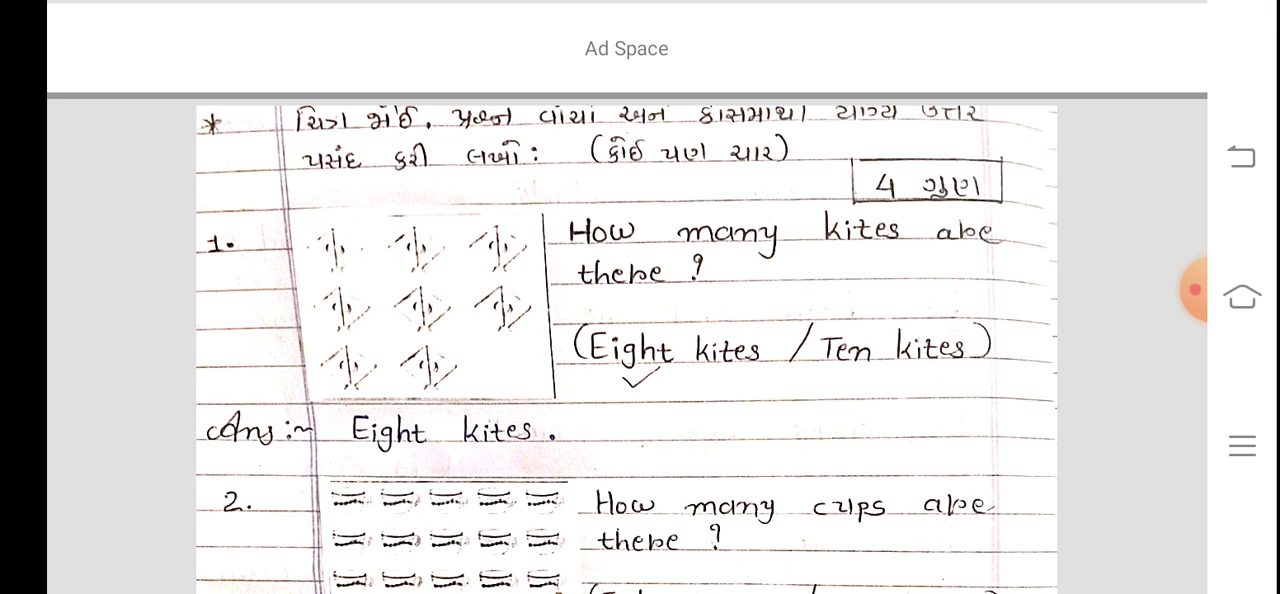 Ad Space
* ચિત્ર જોઈ, પ્રશ્ન વાંચી અને કૌંસમાંથી યોગ્ય ઉત્તર
પસંદ કરી લખો : (કોઈ પણ ચાર)
4 ગુણ
1. How many kites are
there ?
(Eight kites / Ten kites)
Ans :- Eight kites.
2. How many cups are
there ?